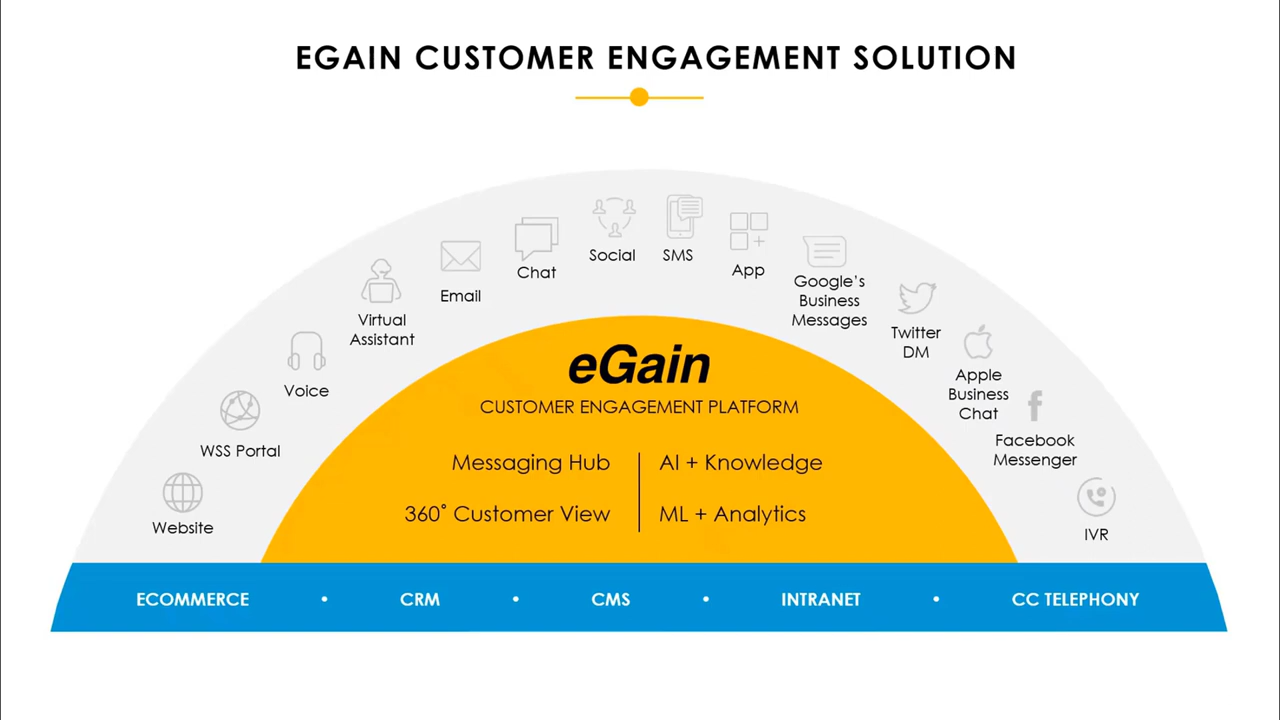 EGAIN CUSTOMER ENGAGEMENT SOLUTION
Website
WSS Portal
Voice
Virtual
Assistant
Email
Chat
Social
SMS
App
Google’s
Business
Messages
Twitter
DM
Apple
Business
Chat
Facebook
Messenger
IVR
eGain
CUSTOMER ENGAGEMENT PLATFORM
Messaging Hub
AI + Knowledge
360˚ Customer View
ML + Analytics
ECOMMERCE • CRM • CMS • INTRANET • CC TELEPHONY